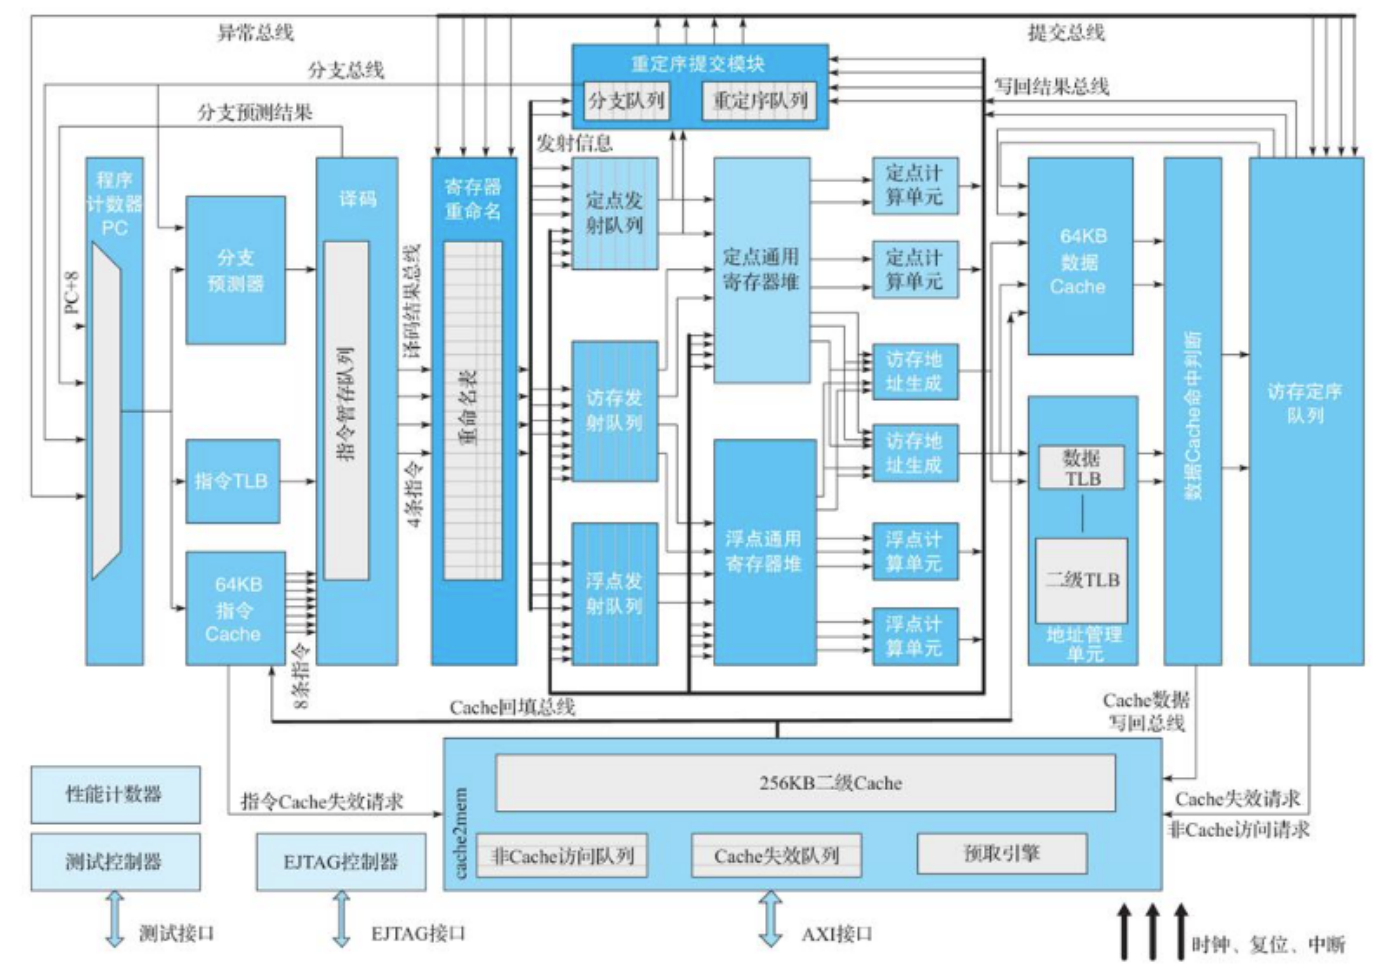 异常总线
提交总线
分支总线
重定序提交模块
分支队列
重定序队列
写回结果总线
分支预测结果
发射信息
程序
计数器
PC
PC+8
分支
预测器
指令TLB
64KB
指令
Cache
8条指令
译码
指令暂存队列
译码结果总线
4条指令
寄存器
重命名
重命名表
定点发
射队列
访存发
射队列
浮点发
射队列
定点通用
寄存器堆
浮点通用
寄存器堆
定点计
算单元
定点计
算单元
访存地
址生成
访存地
址生成
浮点计
算单元
浮点计
算单元
64KB
数据
Cache
数据
TLB
二级TLB
地址管理
单元
数据Cache命中判断
访存定序
队列
Cache回填总线
Cache数据
写回总线
指令Cache失效请求
Cache失效请求
非Cache访问请求
cache2mem
256KB二级Cache
非Cache访问队列
Cache失效队列
预取引擎
性能计数器
测试控制器
EJTAG控制器
测试接口
EJTAG接口
AXI接口
时钟、复位、中断